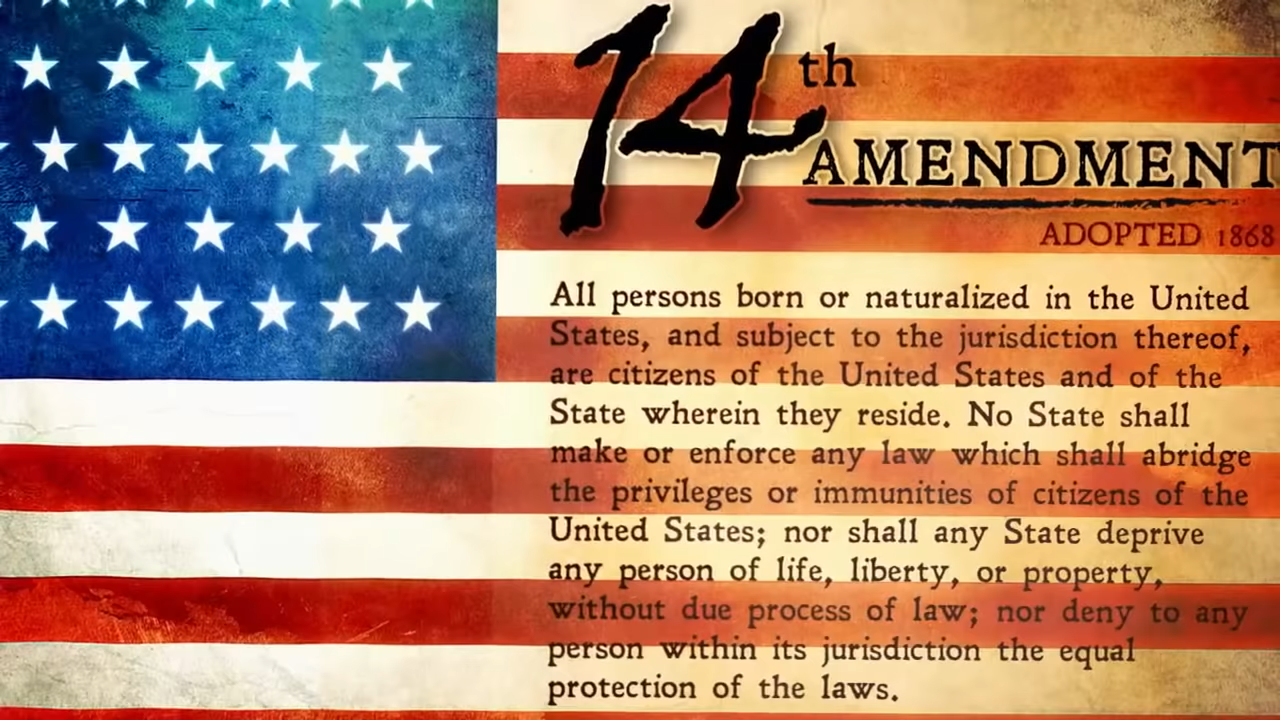 14th
AMENDMENT
ADOPTED 1868
All persons born or naturalized in the United
States, and subject to the jurisdiction thereof,
are citizens of the United States and of the
State wherein they reside. No State shall
make or enforce any law which shall abridge
the privileges or immunities of citizens of the
United States; nor shall any State deprive
any person of life, liberty, or property,
without due process of law; nor deny to any
person within its jurisdiction the equal
protection of the laws.